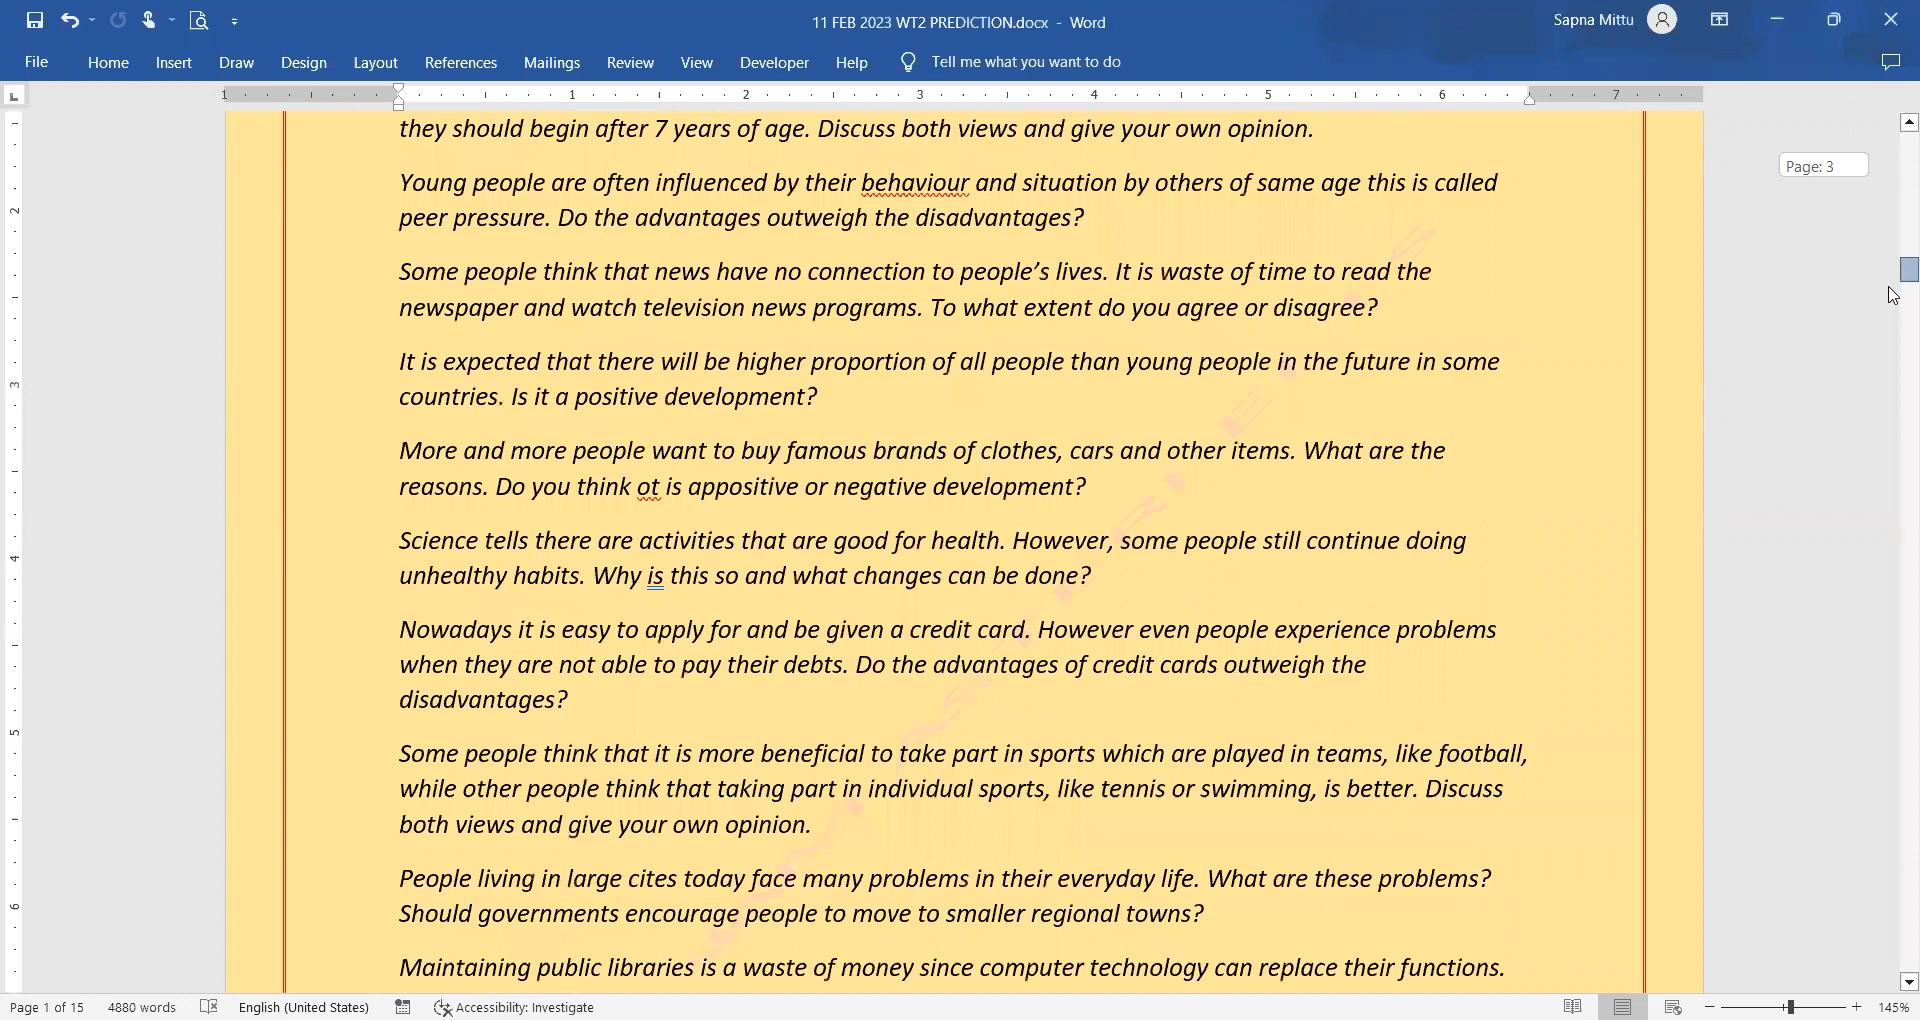 11 FEB 2023 WT2 PREDICTION.docx - Word
Sapna Mittu
File Home Insert Draw Design Layout References Mailings Review View Developer Help Tell me what you want to do
1 1 2 3 4 5 6 7
they should begin after 7 years of age. Discuss both views and give your own opinion.
Page: 3
Young people are often influenced by their behaviour and situation by others of same age this is called
peer pressure. Do the advantages outweigh the disadvantages?
Some people think that news have no connection to people’s lives. It is waste of time to read the
newspaper and watch television news programs. To what extent do you agree or disagree?
It is expected that there will be higher proportion of all people than young people in the future in some
countries. Is it a positive development?
More and more people want to buy famous brands of clothes, cars and other items. What are the
reasons. Do you think ot is appositive or negative development?
Science tells there are activities that are good for health. However, some people still continue doing
unhealthy habits. Why is this so and what changes can be done?
Nowadays it is easy to apply for and be given a credit card. However even people experience problems
when they are not able to pay their debts. Do the advantages of credit cards outweigh the
disadvantages?
Some people think that it is more beneficial to take part in sports which are played in teams, like football,
while other people think that taking part in individual sports, like tennis or swimming, is better. Discuss
both views and give your own opinion.
People living in large cites today face many problems in their everyday life. What are these problems?
Should governments encourage people to move to smaller regional towns?
Maintaining public libraries is a waste of money since computer technology can replace their functions.
2
3
4
5
6
Page 1 of 15 4880 words English (United States) Accessibility: Investigate 145%